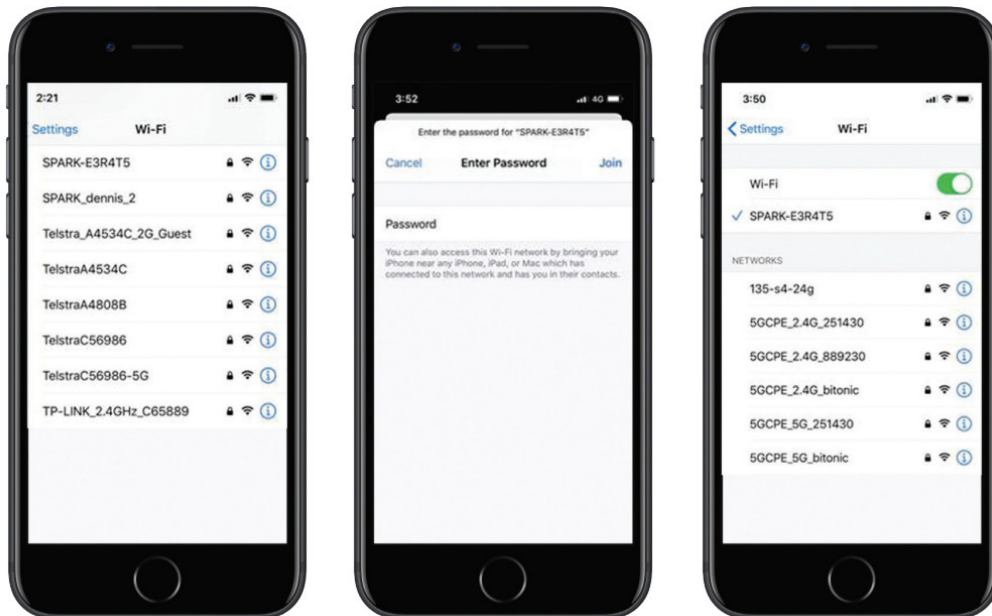 2:21
Settings Wi-Fi
SPARK-E3R4T5
SPARK_dennis_2
Telstra_A4534C_2G_Guest
TelstraA4534C
TelstraA4808B
TelstraC56986
TelstraC56986-5G
TP-LINK_2.4GHz_C65889
3:52 4G
Enter the password for "SPARK-E3R4T5"
Cancel Enter Password Join
Password
You can also access this Wi-Fi network by bringing your
iPhone near any iPhone, iPad, or Mac which has
connected to this network and has you in their contacts.
3:50
Settings Wi-Fi
Wi-Fi
SPARK-E3R4T5
NETWORKS
135-s4-24g
5GCPE_2.4G_251430
5GCPE_2.4G_889230
5GCPE_2.4G_bitonic
5GCPE_5G_251430
5GCPE_5G_bitonic